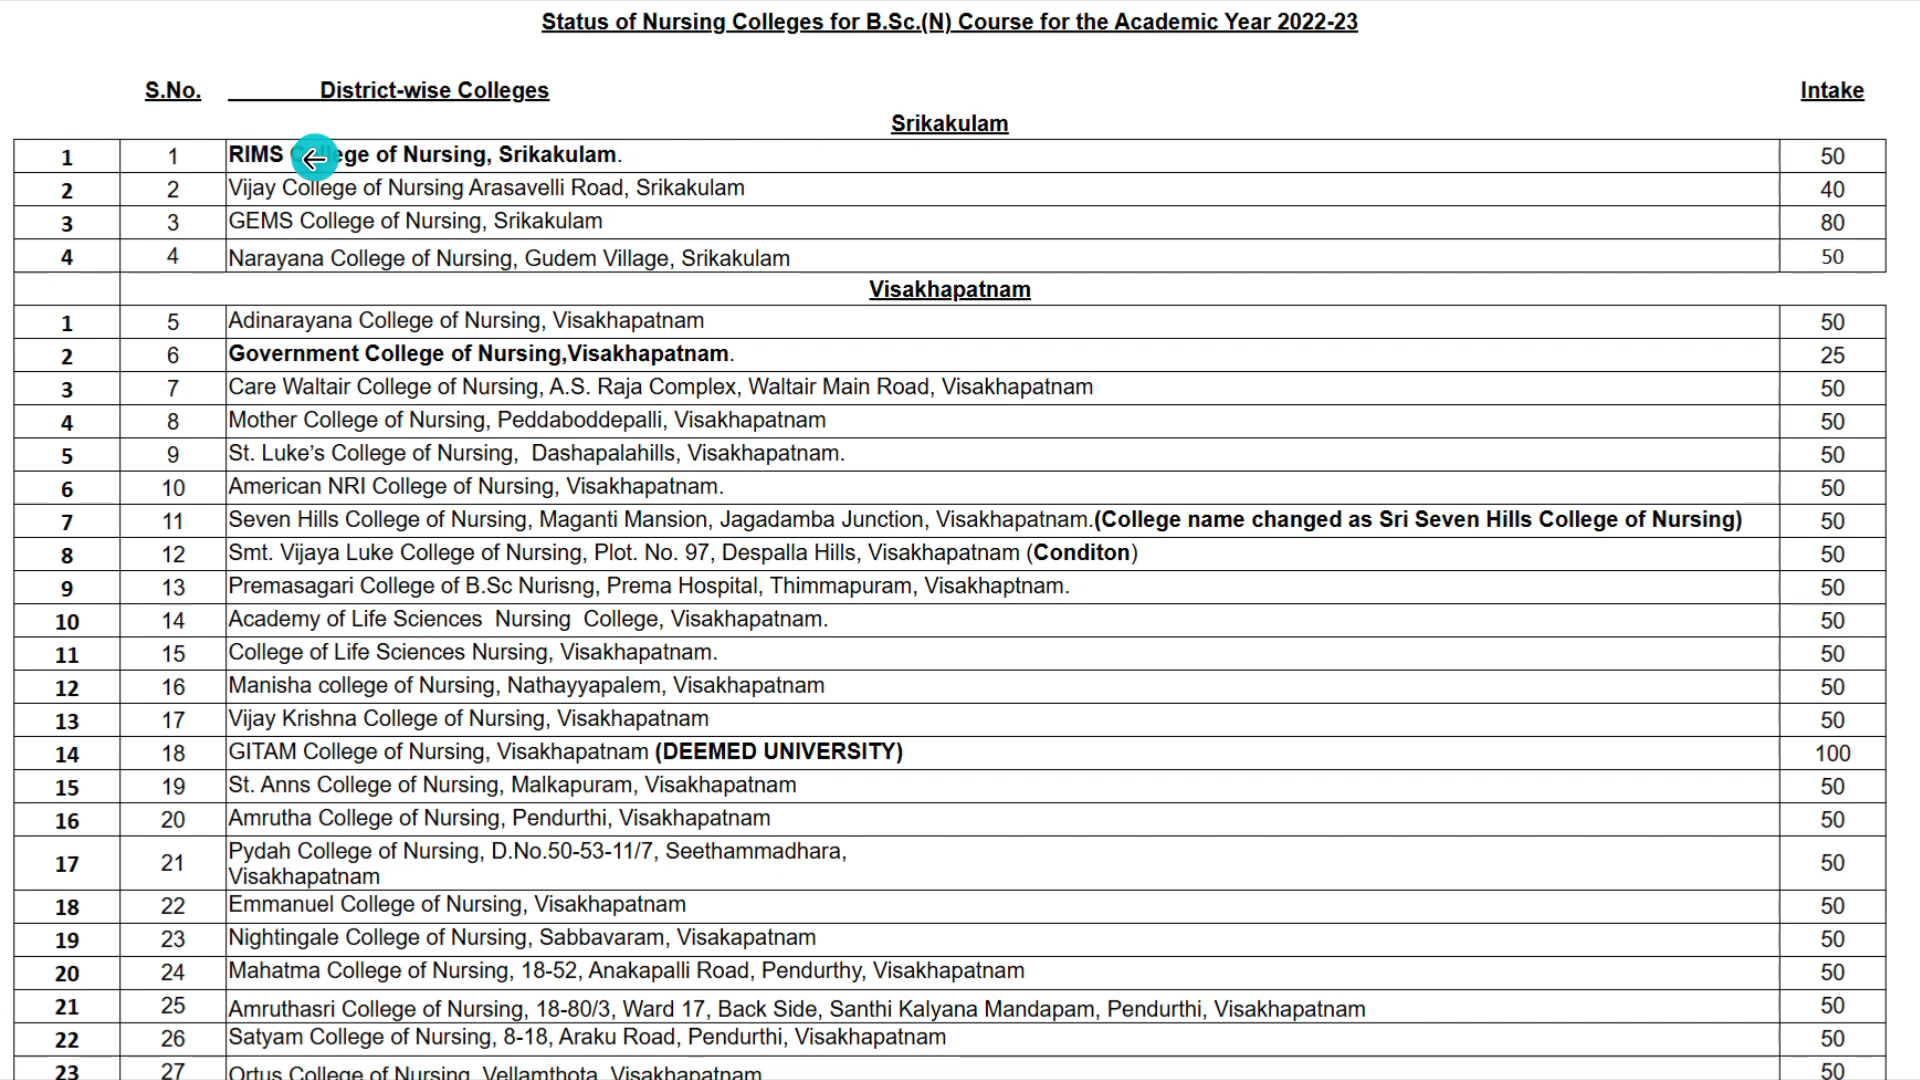 Status of Nursing Colleges for B.Sc.(N) Course for the Academic Year 2022-23
S.No. District-wise Colleges Intake
Srikakulam
1 1 RIMS College of Nursing, Srikakulam. 50
2 2 Vijay College of Nursing Arasavelli Road, Srikakulam 40
3 3 GEMS College of Nursing, Srikakulam 80
4 4 Narayana College of Nursing, Gudem Village, Srikakulam 50
Visakhapatnam
1 5 Adinarayana College of Nursing, Visakhapatnam 50
2 6 Government College of Nursing,Visakhapatnam. 25
3 7 Care Waltair College of Nursing, A.S. Raja Complex, Waltair Main Road, Visakhapatnam 50
4 8 Mother College of Nursing, Peddaboddepalli, Visakhapatnam 50
5 9 St. Luke’s College of Nursing, Dashapalahills, Visakhapatnam. 50
6 10 American NRI College of Nursing, Visakhapatnam. 50
7 11 Seven Hills College of Nursing, Maganti Mansion, Jagadamba Junction, Visakhapatnam.(College name changed as Sri Seven Hills College of Nursing) 50
8 12 Smt. Vijaya Luke College of Nursing, Plot. No. 97, Despalla Hills, Visakhapatnam (Conditon) 50
9 13 Premasagari College of B.Sc Nurisng, Prema Hospital, Thimmapuram, Visakhaptnam. 50
10 14 Academy of Life Sciences Nursing College, Visakhapatnam. 50
11 15 College of Life Sciences Nursing, Visakhapatnam. 50
12 16 Manisha college of Nursing, Nathayyapalem, Visakhapatnam 50
13 17 Vijay Krishna College of Nursing, Visakhapatnam 50
14 18 GITAM College of Nursing, Visakhapatnam (DEEMED UNIVERSITY) 100
15 19 St. Anns College of Nursing, Malkapuram, Visakhapatnam 50
16 20 Amrutha College of Nursing, Pendurthi, Visakhapatnam 50
17 21 Pydah College of Nursing, D.No.50-53-11/7, Seethammadhara, 50
Visakhapatnam
18 22 Emmanuel College of Nursing, Visakhapatnam 50
19 23 Nightingale College of Nursing, Sabbavaram, Visakapatnam 50
20 24 Mahatma College of Nursing, 18-52, Anakapalli Road, Pendurthy, Visakhapatnam 50
21 25 Amruthasri College of Nursing, 18-80/3, Ward 17, Back Side, Santhi Kalyana Mandapam, Pendurthi, Visakhapatnam 50
22 26 Satyam College of Nursing, 8-18, Araku Road, Pendurthi, Visakhapatnam 50
23 27 Ortus College of Nursing, Vellamthota, Visakhapatnam 50